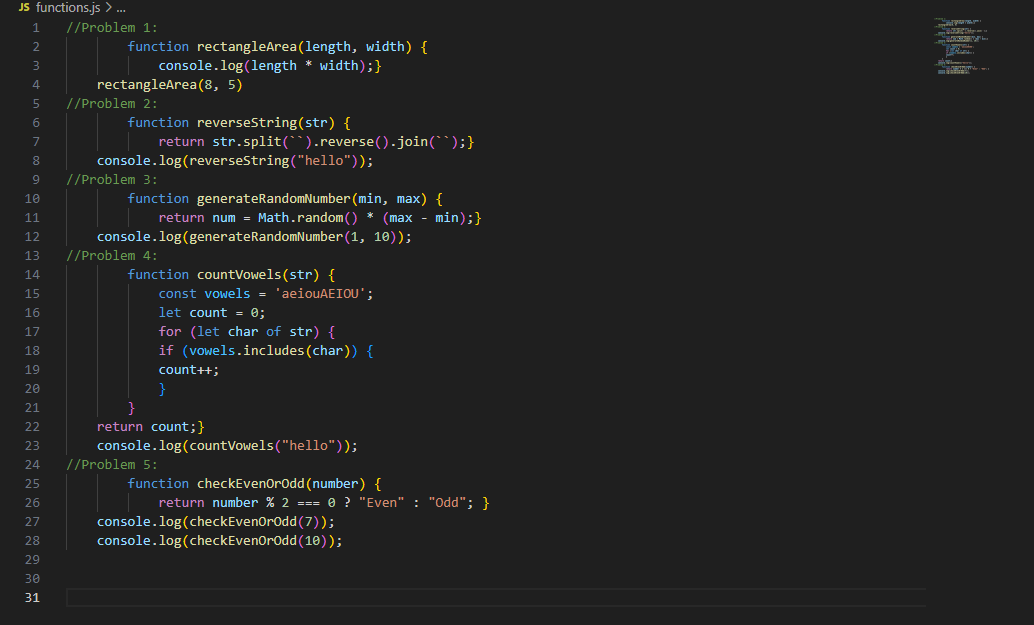 JS functions.js > ...
1 //Problem 1:
2 function rectangleArea(length, width) {
3 console.log(length * width);}
4 rectangleArea(8, 5)
5 //Problem 2:
6 function reverseString(str) {
7 return str.split(``).reverse().join(``);}
8 console.log(reverseString("hello"));
9 //Problem 3:
10 function generateRandomNumber(min, max) {
11 return num = Math.random() * (max - min);}
12 console.log(generateRandomNumber(1, 10));
13 //Problem 4:
14 function countVowels(str) {
15 const vowels = 'aeiouAEIOU';
16 let count = 0;
17 for (let char of str) {
18 if (vowels.includes(char)) {
19 count++;
20 }
21 }
22 return count;}
23 console.log(countVowels("hello"));
24 //Problem 5:
25 function checkEvenOrOdd(number) {
26 return number % 2 === 0 ? "Even" : "Odd"; }
27 console.log(checkEvenOrOdd(7));
28 console.log(checkEvenOrOdd(10));
29
30
31